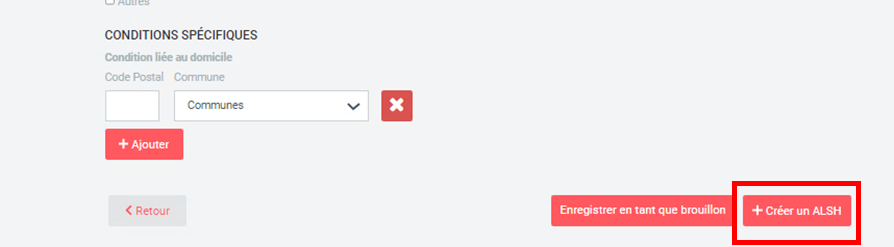 Autres
CONDITIONS SPÉCIFIQUES
Condition liée au domicile
Code Postal Commune
Communes
+ Ajouter
Retour
Enregistrer en tant que brouillon
+ Créer un ALSH